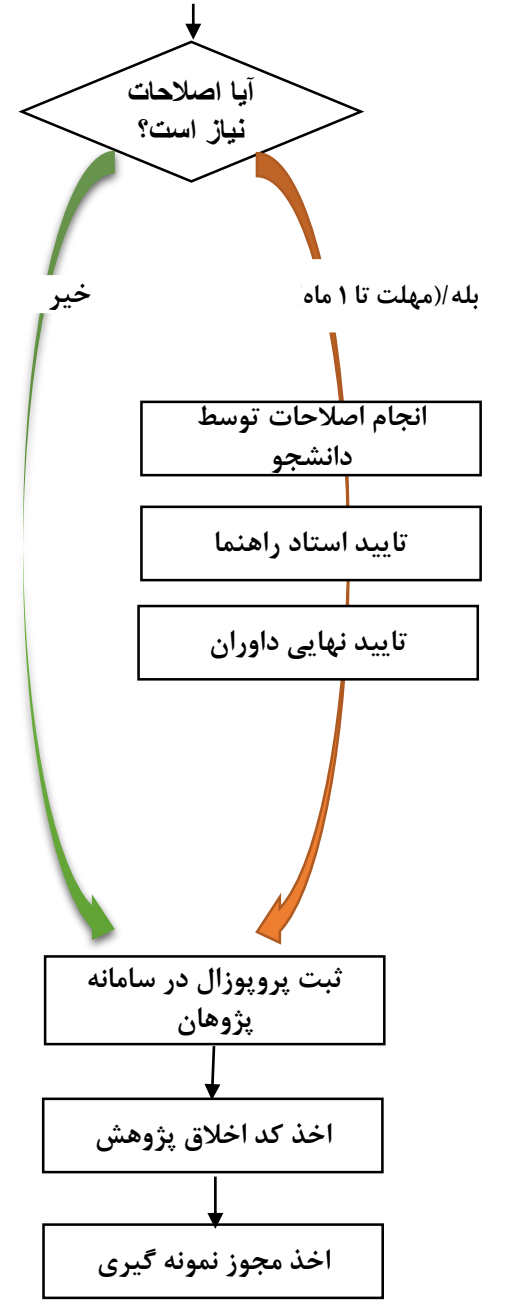 آیا اصلاحات
نیاز است؟
بله/(مهلت تا ۱ ماه
خیر
انجام اصلاحات توسط
دانشجو
تایید استاد راهنما
تایید نهایی داوران
ثبت پروپوزال در سامانه
پژوهان
اخذ کد اخلاق پژوهش
اخذ مجوز نمونه گیری